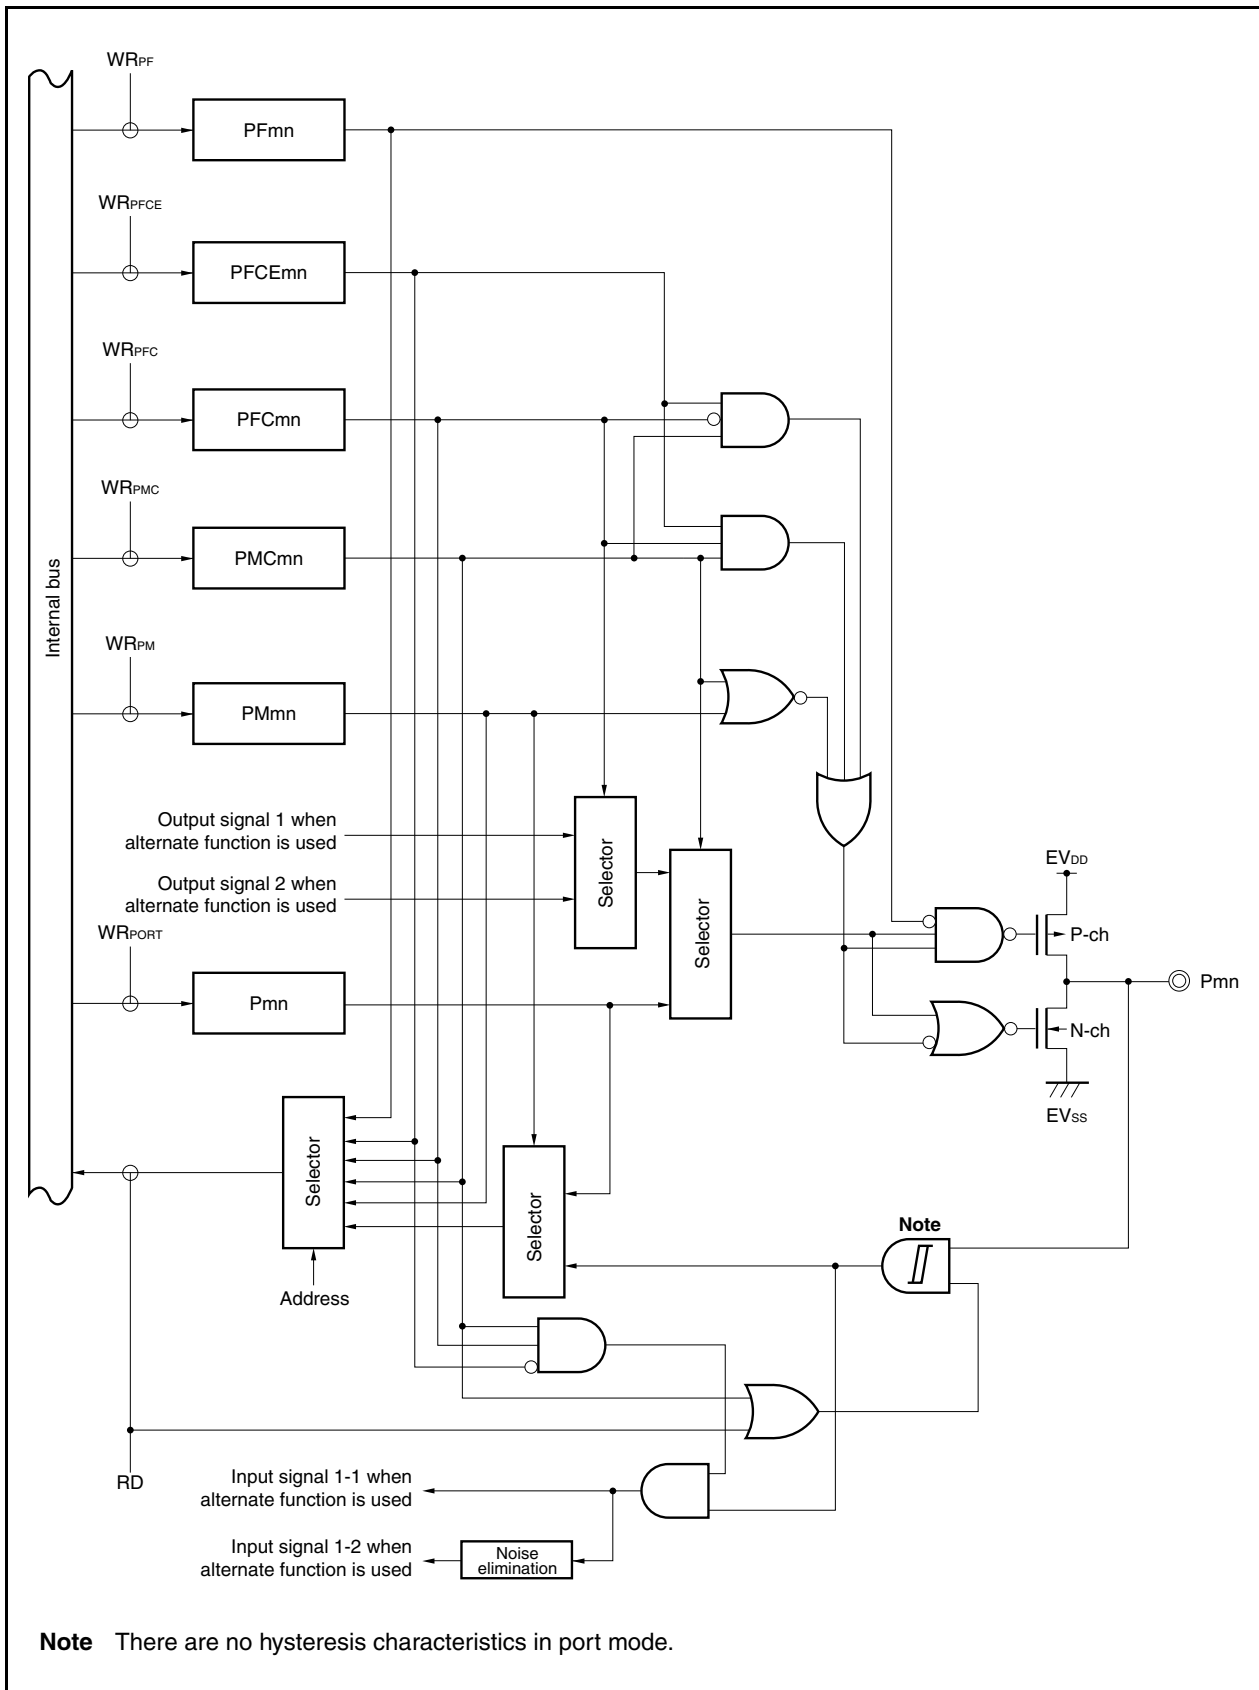 WRPF
PFmn
WRPFCE
PFCEmn
WRPFC
PFCmn
WRPMC
PMCmn
Internal bus
WRPM
PMmn
Output signal 1 when
alternate function is used
Output signal 2 when
alternate function is used
Selector
Selector
WRPORT
Pmn
EVDD
P-ch
Pmn
N-ch
EVSS
Selector
Selector
Address
Note
RD
Input signal 1-1 when
alternate function is used
Input signal 1-2 when
alternate function is used
Noise
elimination
Note There are no hysteresis characteristics in port mode.